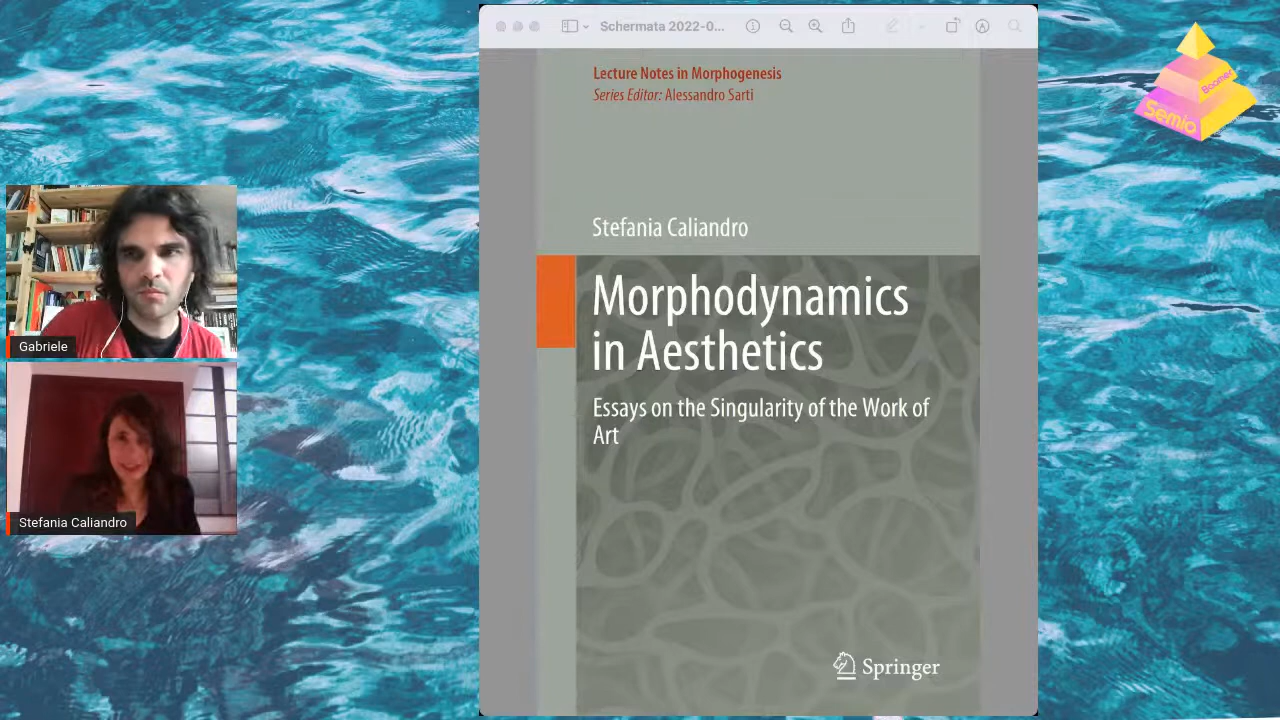 Schermata 2022-0...
Lecture Notes in Morphogenesis
Series Editor: Alessandro Sarti
Stefania Caliandro
Morphodynamics
in Aesthetics
Essays on the Singularity of the Work of
Art
Springer
Gabriele
Stefania Caliandro
Boomer
Semio